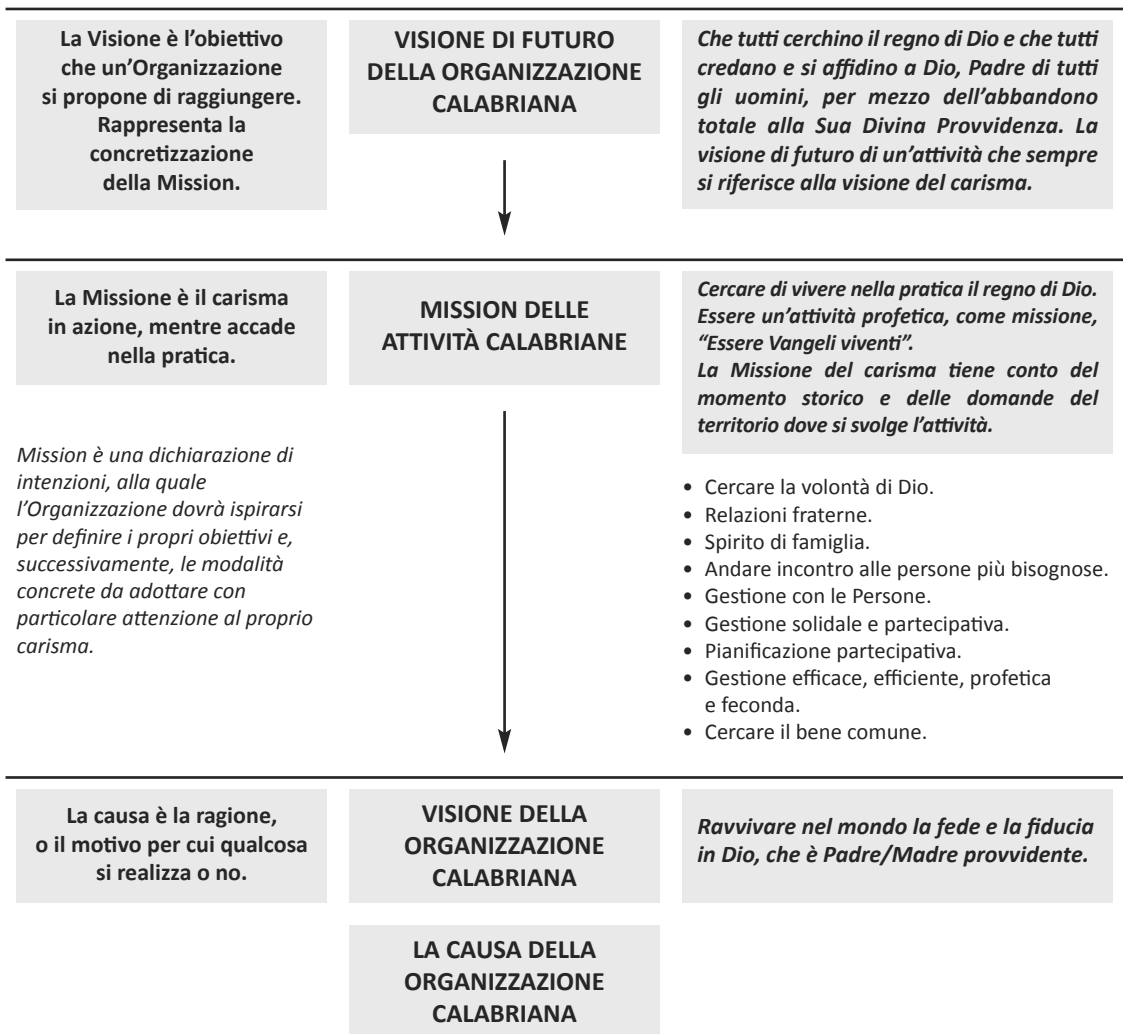 La Visione è l'obiettivo
che un'Organizzazione
si propone di raggiungere.
Rappresenta la
concretizzazione
della Mission.
VISIONE DI FUTURO
DELLA ORGANIZZAZIONE
CALABRIANA
Che tutti cerchino il regno di Dio e che tutti
credano e si affidino a Dio, Padre di tutti
gli uomini, per mezzo dell'abbandono
totale alla Sua Divina Provvidenza. La
visione di futuro di un'attività che sempre
si riferisce alla visione del carisma.
La Missione è il carisma
in azione, mentre accade
nella pratica.
Mission è una dichiarazione di
intenzioni, alla quale
l'Organizzazione dovrà ispirarsi
per definire i propri obiettivi e,
successivamente, le modalità
concrete da adottare con
particolare attenzione al proprio
carisma.
MISSION DELLE
ATTIVITÀ CALABRIANE
Cercare di vivere nella pratica il regno di Dio.
Essere un'attività profetica, come missione,
“Essere Vangeli viventi”.
La Missione del carisma tiene conto del
momento storico e delle domande del
territorio dove si svolge l'attività.
• Cercare la volontà di Dio.
• Relazioni fraterne.
• Spirito di famiglia.
• Andare incontro alle persone più bisognose.
• Gestione con le Persone.
• Gestione solidale e partecipativa.
• Pianificazione partecipativa.
• Gestione efficace, efficiente, profetica
e feconda.
• Cercare il bene comune.
La causa è la ragione,
o il motivo per cui qualcosa
si realizza o no.
VISIONE DELLA
ORGANIZZAZIONE
CALABRIANA
Ravvivare nel mondo la fede e la fiducia
in Dio, che è Padre/Madre provvidente.
LA CAUSA DELLA
ORGANIZZAZIONE
CALABRIANA